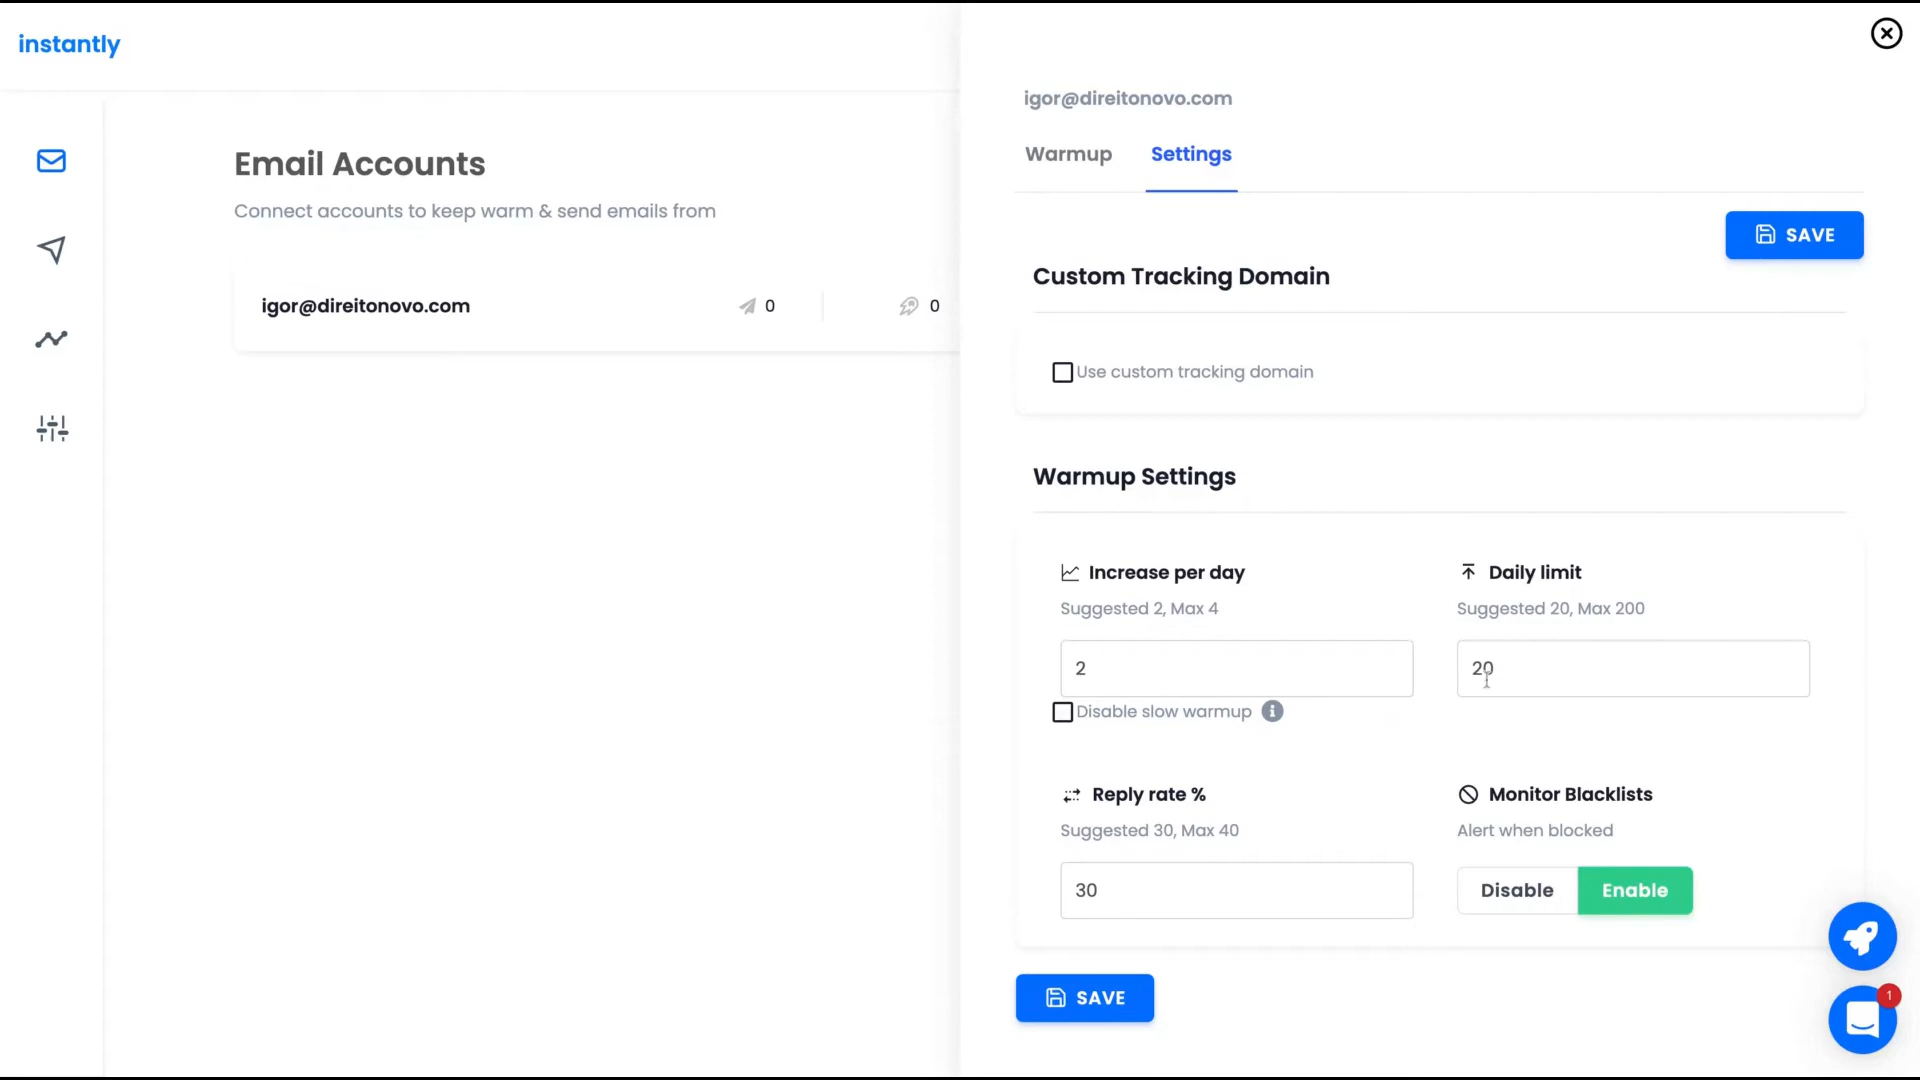 instantly
Email Accounts
Connect accounts to keep warm & send emails from
igor@direitonovo.com
0
0
igor@direitonovo.com
Warmup
Settings
SAVE
Custom Tracking Domain
Use custom tracking domain
Warmup Settings
Increase per day
Suggested 2, Max 4
2
Disable slow warmup
Daily limit
Suggested 20, Max 200
20
Reply rate %
Suggested 30, Max 40
30
Monitor Blacklists
Alert when blocked
Disable
Enable
SAVE
1